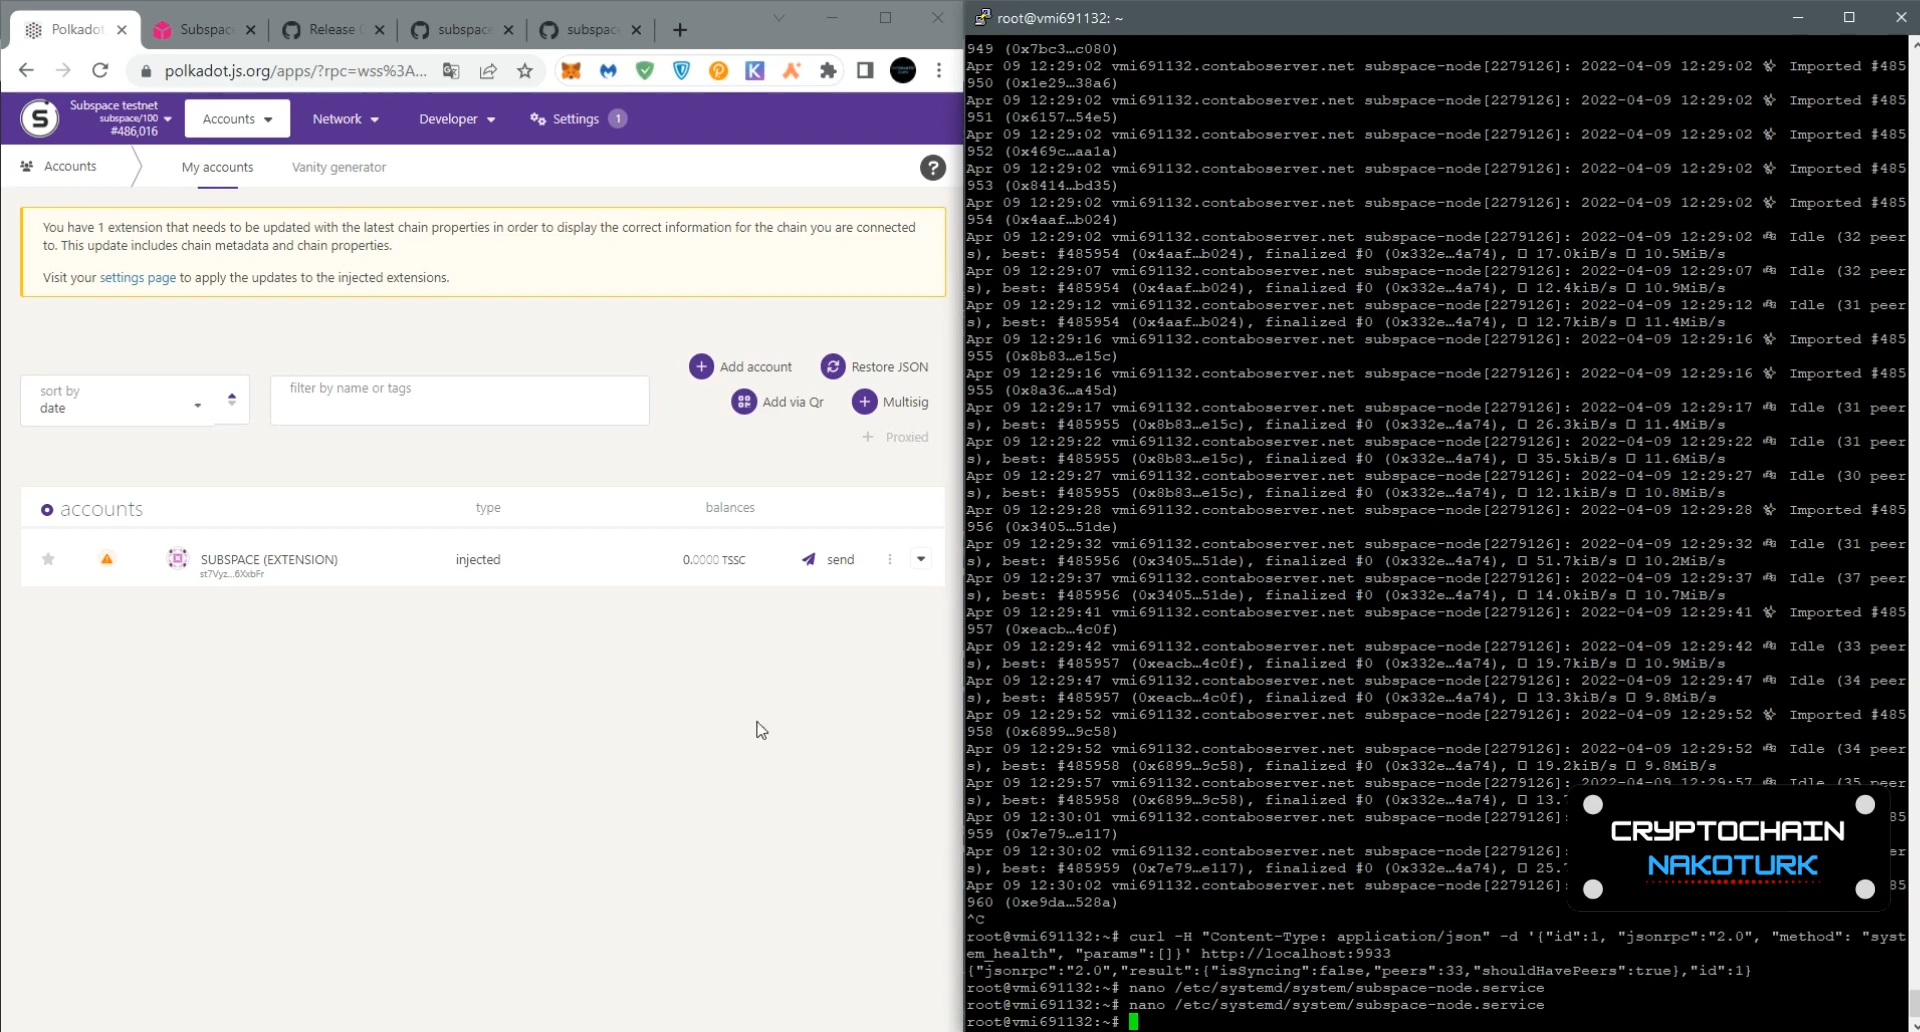 Polkadot
Subspac
Release
subspace
subspac
polkadot.js.org/apps/?rpc=wss%3A...
Subspace testnet
subspace/100
#486,016
Accounts
Network
Developer
Settings
1
Accounts
My accounts
Vanity generator
?
You have 1 extension that needs to be updated with the latest chain properties in order to display the correct information for the chain you are connected
to. This update includes chain metadata and chain properties.
Visit your settings page to apply the updates to the injected extensions.
Add account
Restore JSON
sort by
date
filter by name or tags
Add via Qr
Multisig
Proxied
accounts
type
balances
SUBSPACE (EXTENSION)
st7Vyz...6XxbFr
injected
0.0000 TSSC
send
root@vmi691132: ~
949 (0x7bc3…c080)
Apr 09 12:29:02 vmi691132.contaboserver.net subspace-node[2279126]: 2022-04-09 12:29:02 ✨ Imported #485
950 (0x1e29…38a6)
Apr 09 12:29:02 vmi691132.contaboserver.net subspace-node[2279126]: 2022-04-09 12:29:02 ✨ Imported #485
951 (0x6157…54e5)
Apr 09 12:29:02 vmi691132.contaboserver.net subspace-node[2279126]: 2022-04-09 12:29:02 ✨ Imported #485
952 (0x469c…aa1a)
Apr 09 12:29:02 vmi691132.contaboserver.net subspace-node[2279126]: 2022-04-09 12:29:02 ✨ Imported #485
953 (0x8414…bd35)
Apr 09 12:29:02 vmi691132.contaboserver.net subspace-node[2279126]: 2022-04-09 12:29:02 ✨ Imported #485
954 (0x4aaf…b024)
Apr 09 12:29:02 vmi691132.contaboserver.net subspace-node[2279126]: 2022-04-09 12:29:02 💤 Idle (32 peer
s), best: #485954 (0x4aaf…b024), finalized #0 (0x332e…4a74), □ 17.0kiB/s □ 10.5MiB/s
Apr 09 12:29:07 vmi691132.contaboserver.net subspace-node[2279126]: 2022-04-09 12:29:07 💤 Idle (32 peer
s), best: #485954 (0x4aaf…b024), finalized #0 (0x332e…4a74), □ 12.4kiB/s □ 10.9MiB/s
Apr 09 12:29:12 vmi691132.contaboserver.net subspace-node[2279126]: 2022-04-09 12:29:12 💤 Idle (31 peer
s), best: #485954 (0x4aaf…b024), finalized #0 (0x332e…4a74), □ 12.7kiB/s □ 11.4MiB/s
Apr 09 12:29:16 vmi691132.contaboserver.net subspace-node[2279126]: 2022-04-09 12:29:16 ✨ Imported #485
955 (0x8b83…e15c)
Apr 09 12:29:16 vmi691132.contaboserver.net subspace-node[2279126]: 2022-04-09 12:29:16 ✨ Imported #485
955 (0x8a36…a45d)
Apr 09 12:29:17 vmi691132.contaboserver.net subspace-node[2279126]: 2022-04-09 12:29:17 💤 Idle (31 peer
s), best: #485955 (0x8b83…e15c), finalized #0 (0x332e…4a74), □ 26.3kiB/s □ 11.4MiB/s
Apr 09 12:29:22 vmi691132.contaboserver.net subspace-node[2279126]: 2022-04-09 12:29:22 💤 Idle (31 peer
s), best: #485955 (0x8b83…e15c), finalized #0 (0x332e…4a74), □ 35.5kiB/s □ 11.6MiB/s
Apr 09 12:29:27 vmi691132.contaboserver.net subspace-node[2279126]: 2022-04-09 12:29:27 💤 Idle (30 peer
s), best: #485955 (0x8b83…e15c), finalized #0 (0x332e…4a74), □ 12.1kiB/s □ 10.8MiB/s
Apr 09 12:29:28 vmi691132.contaboserver.net subspace-node[2279126]: 2022-04-09 12:29:28 ✨ Imported #485
956 (0x3405…51de)
Apr 09 12:29:32 vmi691132.contaboserver.net subspace-node[2279126]: 2022-04-09 12:29:32 💤 Idle (31 peer
s), best: #485956 (0x3405…51de), finalized #0 (0x332e…4a74), □ 51.7kiB/s □ 10.2MiB/s
Apr 09 12:29:37 vmi691132.contaboserver.net subspace-node[2279126]: 2022-04-09 12:29:37 💤 Idle (37 peer
s), best: #485956 (0x3405…51de), finalized #0 (0x332e…4a74), □ 14.0kiB/s □ 10.7MiB/s
Apr 09 12:29:41 vmi691132.contaboserver.net subspace-node[2279126]: 2022-04-09 12:29:41 ✨ Imported #485
957 (0xeacb…4c0f)
Apr 09 12:29:42 vmi691132.contaboserver.net subspace-node[2279126]: 2022-04-09 12:29:42 💤 Idle (33 peer
s), best: #485957 (0xeacb…4c0f), finalized #0 (0x332e…4a74), □ 19.7kiB/s □ 10.9MiB/s
Apr 09 12:29:47 vmi691132.contaboserver.net subspace-node[2279126]: 2022-04-09 12:29:47 💤 Idle (34 peer
s), best: #485957 (0xeacb…4c0f), finalized #0 (0x332e…4a74), □ 13.3kiB/s □ 9.8MiB/s
Apr 09 12:29:52 vmi691132.contaboserver.net subspace-node[2279126]: 2022-04-09 12:29:52 ✨ Imported #485
958 (0x6899…9c58)
Apr 09 12:29:52 vmi691132.contaboserver.net subspace-node[2279126]: 2022-04-09 12:29:52 💤 Idle (34 peer
s), best: #485958 (0x6899…9c58), finalized #0 (0x332e…4a74), □ 19.2kiB/s □ 9.8MiB/s
Apr 09 12:29:57 vmi691132.contaboserver.net subspace-node[2279126]: 2022-04-09 12:29:57 💤 Idle (35 peer
s), best: #485958 (0x6899…9c58), finalized #0 (0x332e…4a74), □ 13.
Apr 09 12:30:01 vmi691132.contaboserver.net subspace-node[2279126]:
959 (0x7e79…e117)
Apr 09 12:30:02 vmi691132.contaboserver.net subspace-node[2279126]:
s), best: #485959 (0x7e79…e117), finalized #0 (0x332e…4a74), □ 25.
Apr 09 12:30:02 vmi691132.contaboserver.net subspace-node[2279126]:
960 (0xe9da…528a)
^C
root@vmi691132:~# curl -H "Content-Type: application/json" -d '{"id":1, "jsonrpc":"2.0", "method": "syst
em_health", "params":[]}' http://localhost:9933
{"jsonrpc":"2.0","result":{"isSyncing":false,"peers":33,"shouldHavePeers":true},"id":1}
root@vmi691132:~# nano /etc/systemd/system/subspace-node.service
root@vmi691132:~# nano /etc/systemd/system/subspace-node.service
root@vmi691132:~#
CRYPTOCHAIN
NAKOTURK